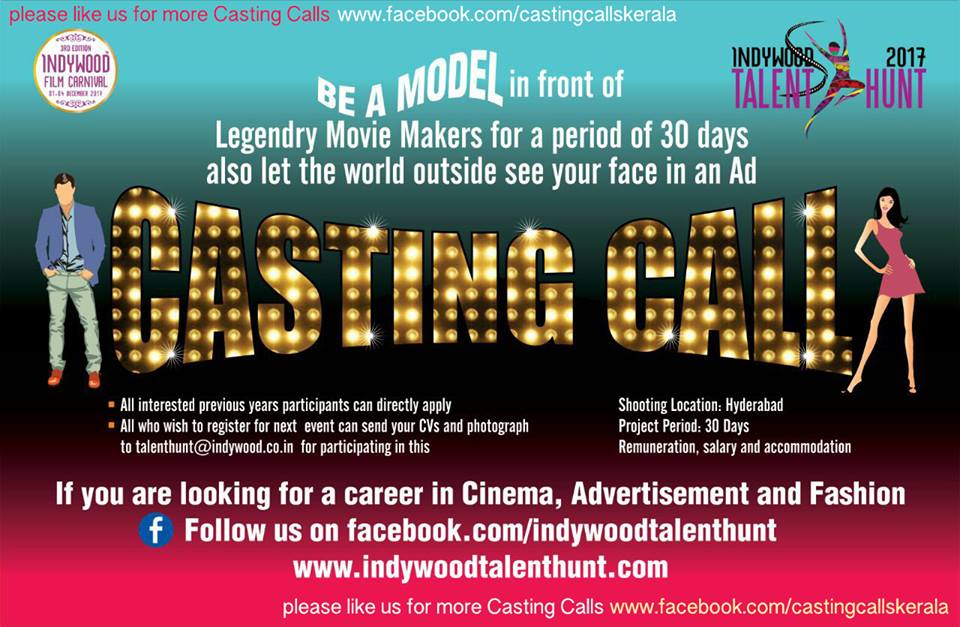 please like us for more Casting Calls www.facebook.com/castingcallskerala
3RD EDITION
INDYWOOD
FILM CARNIVAL
01-04 DECEMBER 2017
INDYWOOD 2017
TALENT HUNT
BE A MODEL in front of
Legendry Movie Makers for a period of 30 days
also let the world outside see your face in an Ad
CASTING CALL
All interested previous years participants can directly apply
All who wish to register for next event can send your CVs and photograph
to talenthunt@indywood.co.in for participating in this
Shooting Location: Hyderabad
Project Period: 30 Days
Remuneration, salary and accommodation
If you are looking for a career in Cinema, Advertisement and Fashion
f Follow us on facebook.com/indywoodtalenthunt
www.indywoodtalenthunt.com
please like us for more Casting Calls www.facebook.com/castingcallskerala